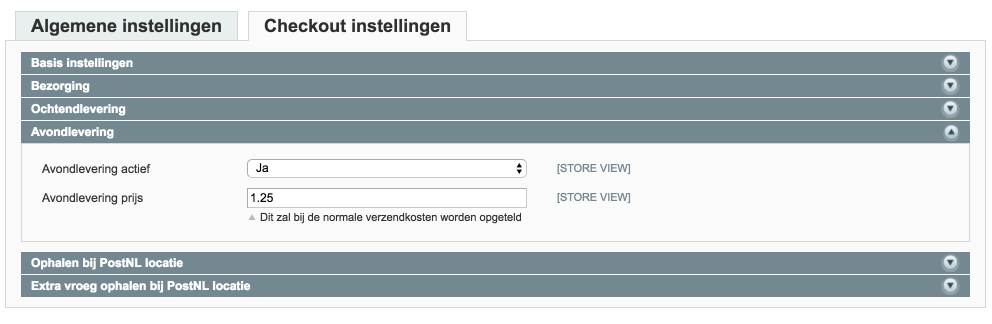 Algemene instellingen Checkout instellingen
Basis instellingen
Bezorging
Ochtendlevering
Avondlevering
Avondlevering actief Ja [STORE VIEW]
Avondlevering prijs 1.25 [STORE VIEW]
Dit zal bij de normale verzendkosten worden opgeteld
Ophalen bij PostNL locatie
Extra vroeg ophalen bij PostNL locatie